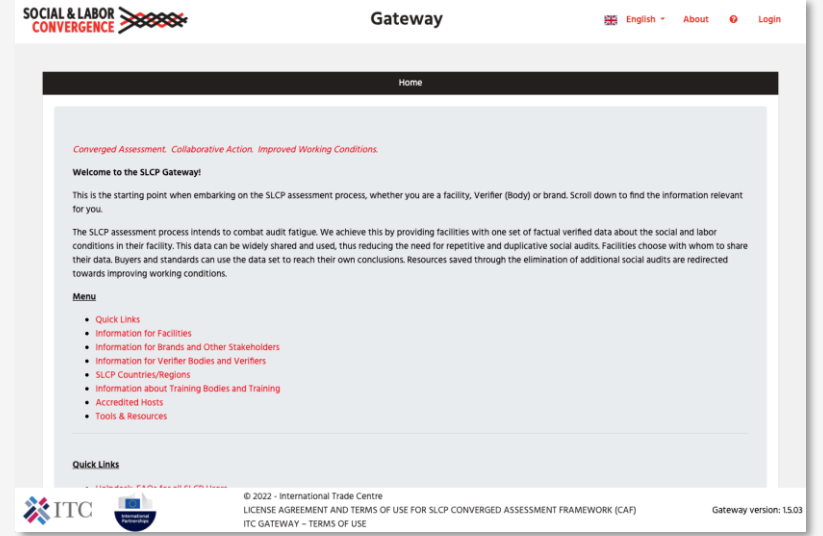 SOCIAL & LABOR
CONVERGENCE
Gateway
English
About
Login
Home
Converged Assessment. Collaborative Action. Improved Working Conditions.
Welcome to the SLCP Gateway!
This is the starting point when embarking on the SLCP assessment process, whether you are a facility, Verifier (Body) or brand. Scroll down to find the information relevant
for you.
The SLCP assessment process intends to combat audit fatigue. We achieve this by providing facilities with one set of factual verified data about the social and labor
conditions in their facility. This data can be widely shared and used, thus reducing the need for repetitive and duplicative social audits. Facilities choose with whom to share
their data. Buyers and standards can use the data set to reach their own conclusions. Resources saved through the elimination of additional social audits are redirected
towards improving working conditions.
Menu
Quick Links
Information for Facilities
Information for Brands and Other Stakeholders
Information for Verifier Bodies and Verifiers
SLCP Countries/Regions
Information about Training Bodies and Training
Accredited Hosts
Tools & Resources
Quick Links
Helpdesk: FAQs for all SLCP Users
ITC
International
Partnerships
© 2022 - International Trade Centre
LICENSE AGREEMENT AND TERMS OF USE FOR SLCP CONVERGED ASSESSMENT FRAMEWORK (CAF)
ITC GATEWAY – TERMS OF USE
Gateway version: 1.5.03